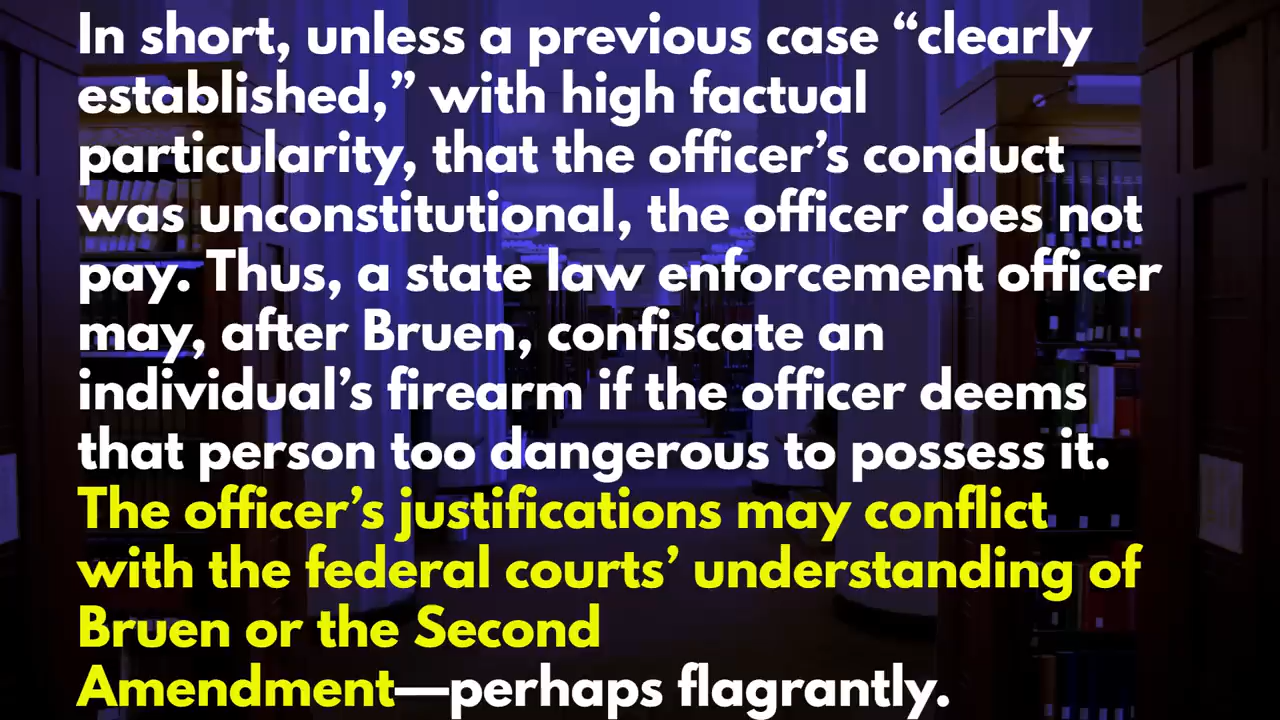 In short, unless a previous case “clearly
established,” with high factual
particularity, that the officer’s conduct
was unconstitutional, the officer does not
pay. Thus, a state law enforcement officer
may, after Bruen, confiscate an
individual’s firearm if the officer deems
that person too dangerous to possess it.
The officer’s justifications may conflict
with the federal courts’ understanding of
Bruen or the Second
Amendment—perhaps flagrantly.